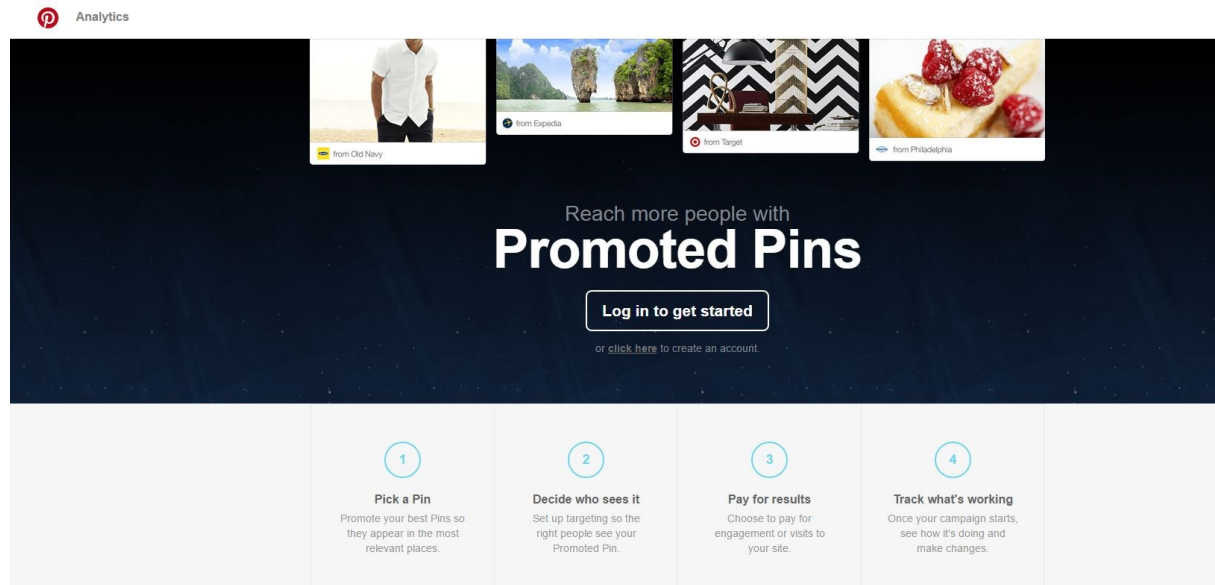 Analytics
from Old Navy
from Expedia
from Target
from Philadelphia
Reach more people with
Promoted Pins
Log in to get started
or click here to create an account.
1
Pick a Pin
Promote your best Pins so
they appear in the most
relevant places.
2
Decide who sees it
Set up targeting so the
right people see your
Promoted Pin.
3
Pay for results
Choose to pay for
engagement or visits to
your site.
4
Track what's working
Once your campaign starts,
see how it's doing and
make changes.